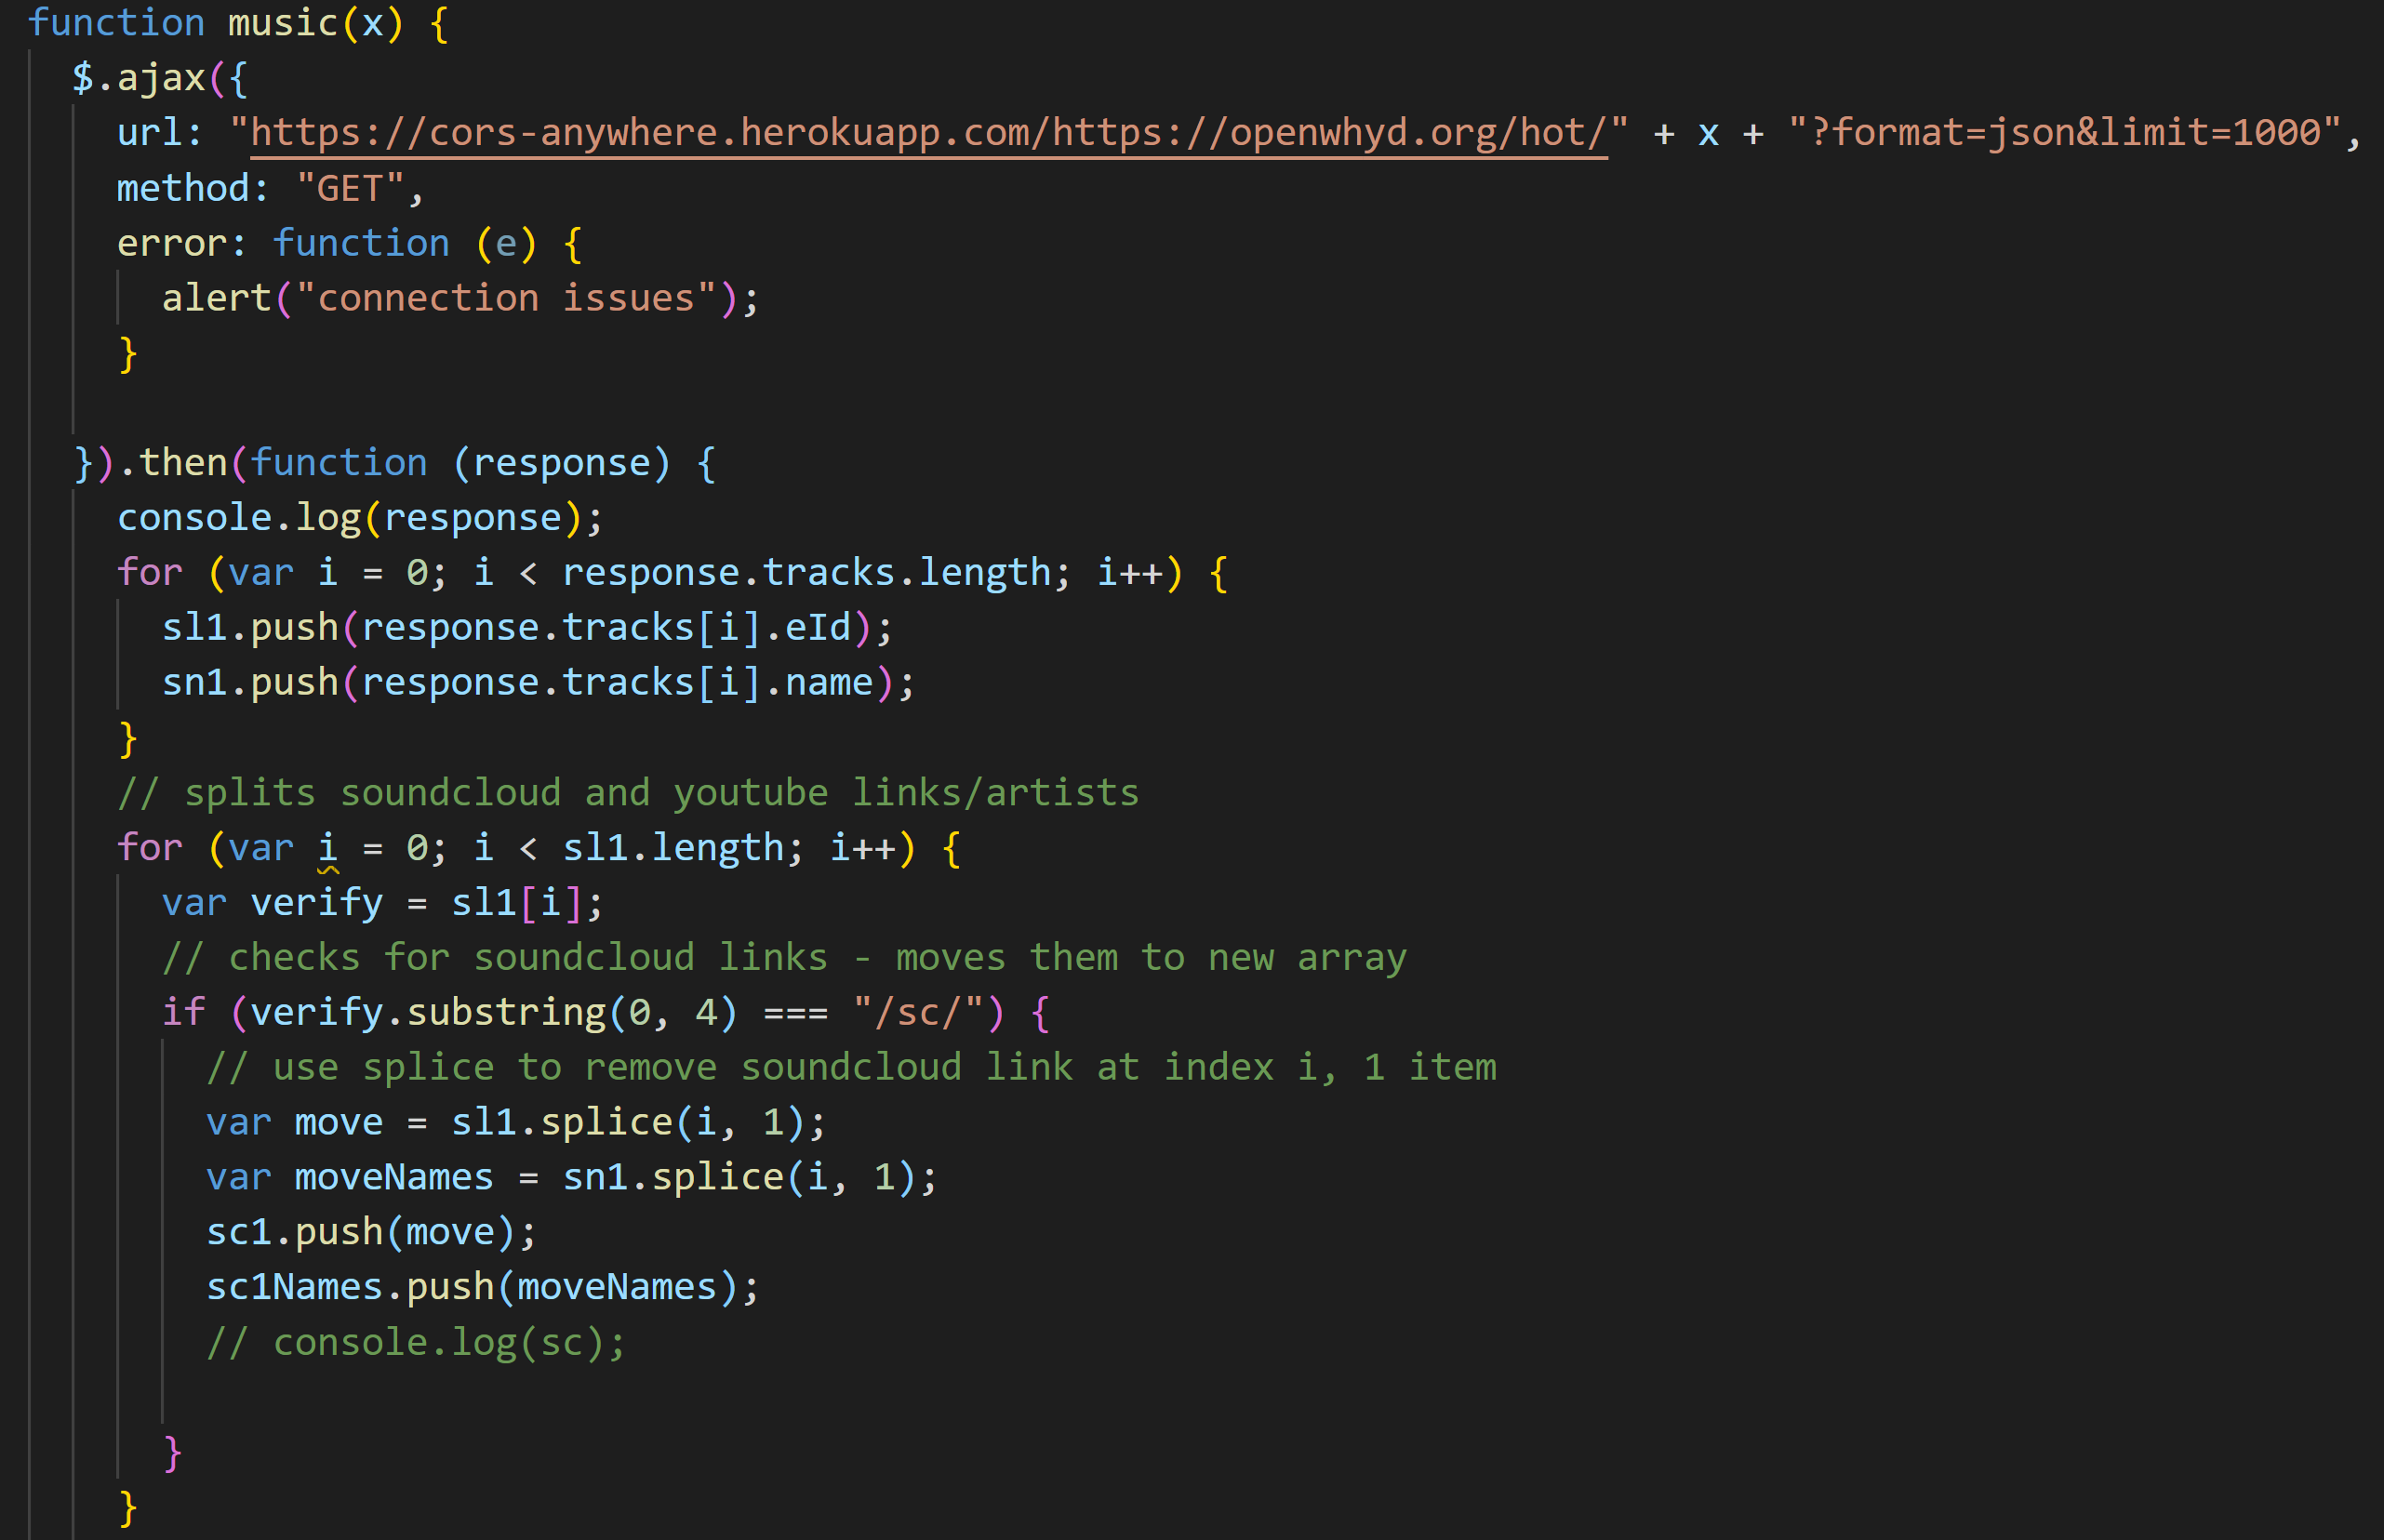 function music(x) {
  $.ajax({
    url: "https://cors-anywhere.herokuapp.com/https://openwhyd.org/hot/" + x + "?format=json&limit=1000",
    method: "GET",
    error: function (e) {
      alert("connection issues");
    }

  }).then(function (response) {
    console.log(response);
    for (var i = 0; i < response.tracks.length; i++) {
      sl1.push(response.tracks[i].eId);
      sn1.push(response.tracks[i].name);
    }
    // splits soundcloud and youtube links/artists
    for (var i = 0; i < sl1.length; i++) {
      var verify = sl1[i];
      // checks for soundcloud links - moves them to new array
      if (verify.substring(0, 4) === "/sc/") {
        // use splice to remove soundcloud link at index i, 1 item
        var move = sl1.splice(i, 1);
        var moveNames = sn1.splice(i, 1);
        sc1.push(move);
        sc1Names.push(moveNames);
        // console.log(sc);

      }
    }